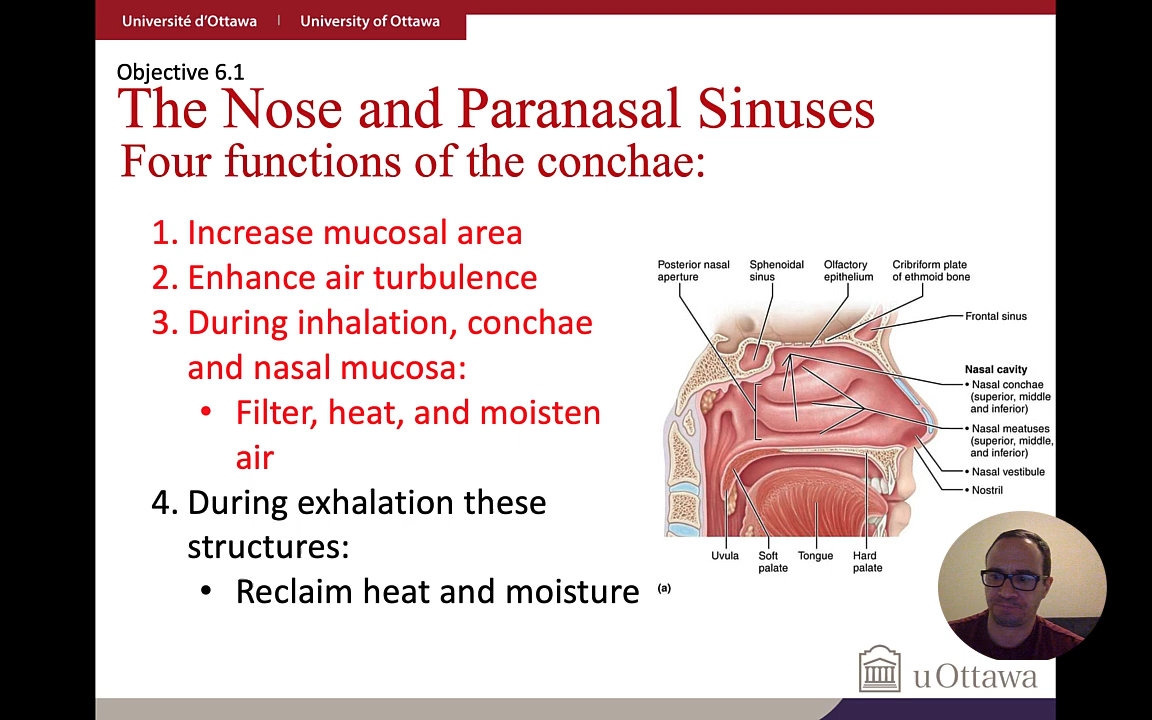 Université d'Ottawa | University of Ottawa
Objective 6.1
The Nose and Paranasal Sinuses
Four functions of the conchae:
1. Increase mucosal area
2. Enhance air turbulence
3. During inhalation, conchae
and nasal mucosa:
• Filter, heat, and moisten
air
4. During exhalation these
structures:
• Reclaim heat and moisture
Posterior nasal
aperture
Sphenoidal
sinus
Olfactory
epithelium
Cribriform plate
of ethmoid bone
Frontal sinus
Nasal cavity
• Nasal conchae
(superior, middle
and inferior)
• Nasal meatuses
(superior, middle,
and inferior)
• Nasal vestibule
• Nostril
Uvula
Soft
palate
Tongue
Hard
palate
(a)
uOttawa